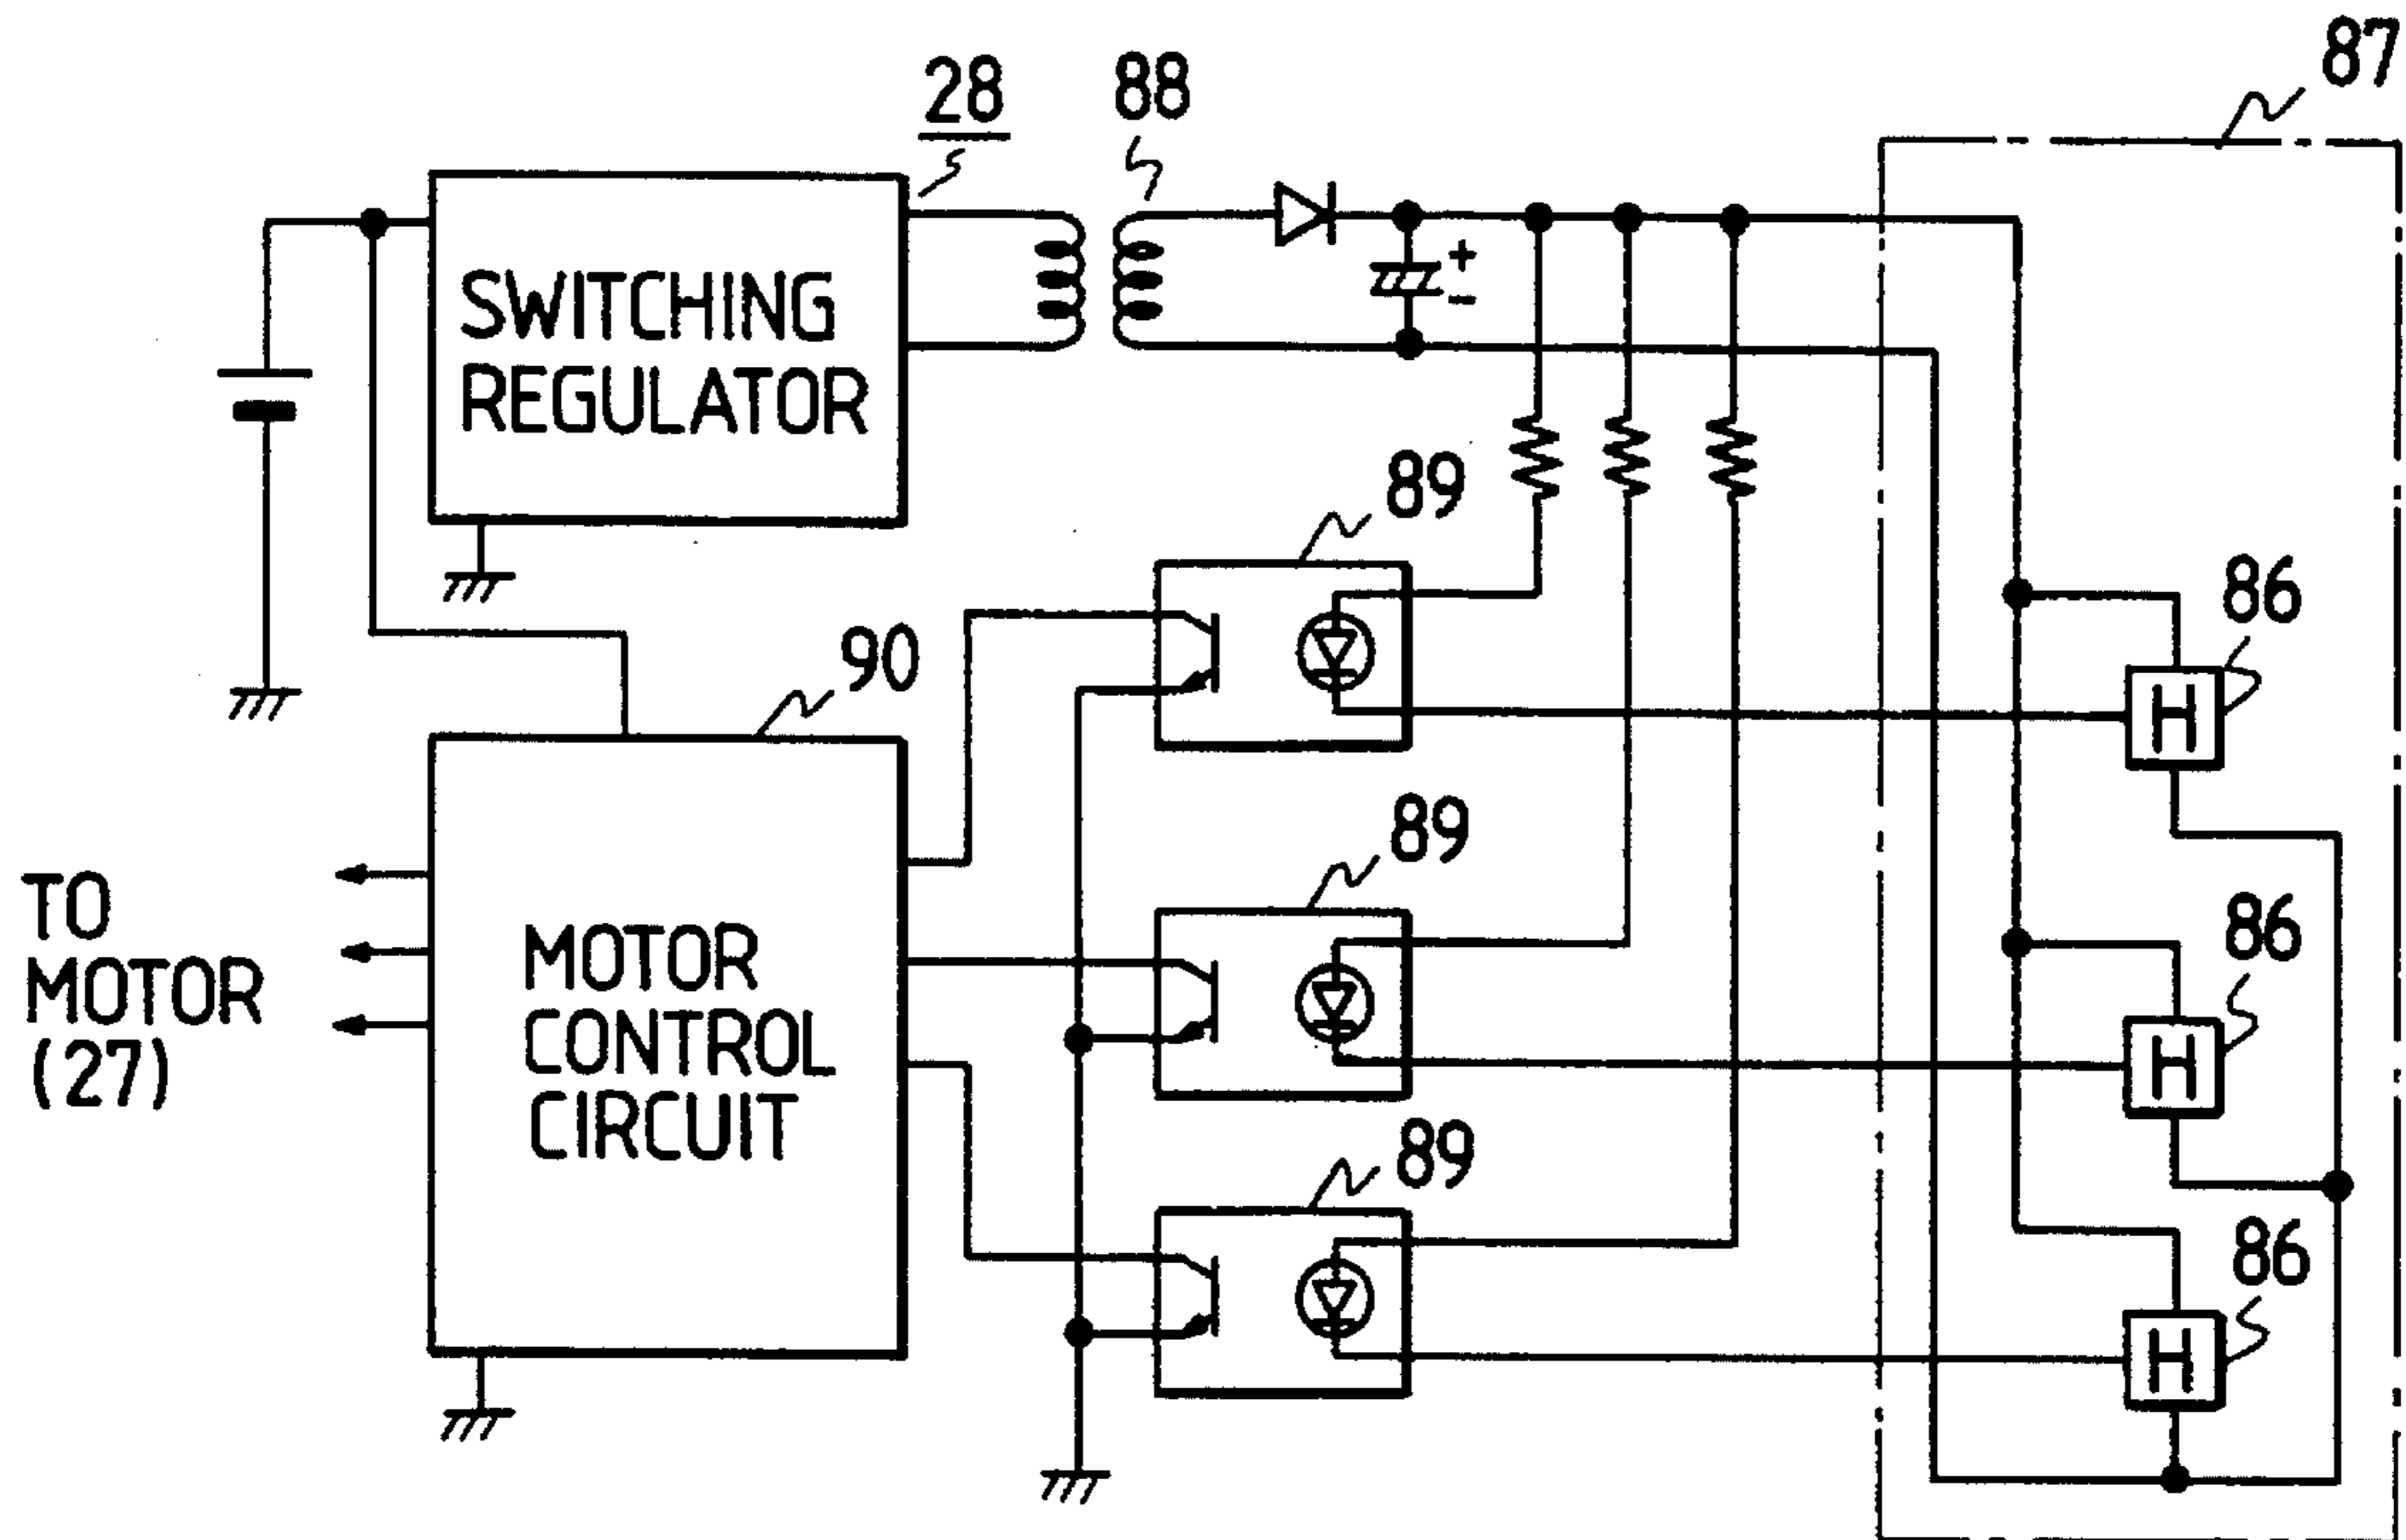 87
28
88
+
-
SWITCHING
REGULATOR
89
86
90
H
89
TO
MOTOR
(27)
MOTOR
CONTROL
CIRCUIT
86
H
89
86
H